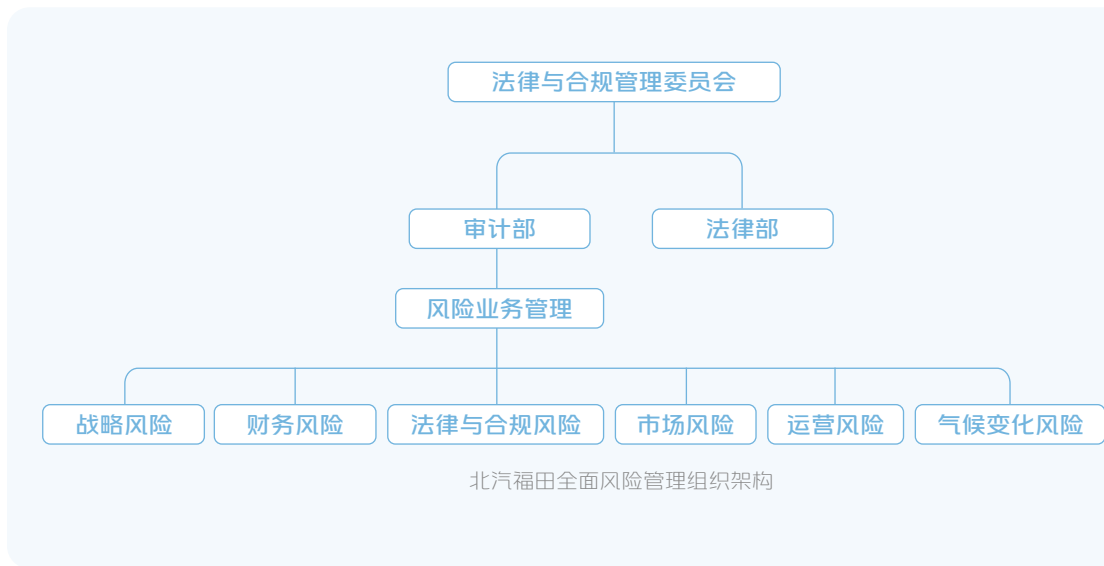 法律与合规管理委员会
审计部
法律部
风险业务管理
战略风险
财务风险
法律与合规风险
市场风险
运营风险
气候变化风险
北汽福田全面风险管理组织架构